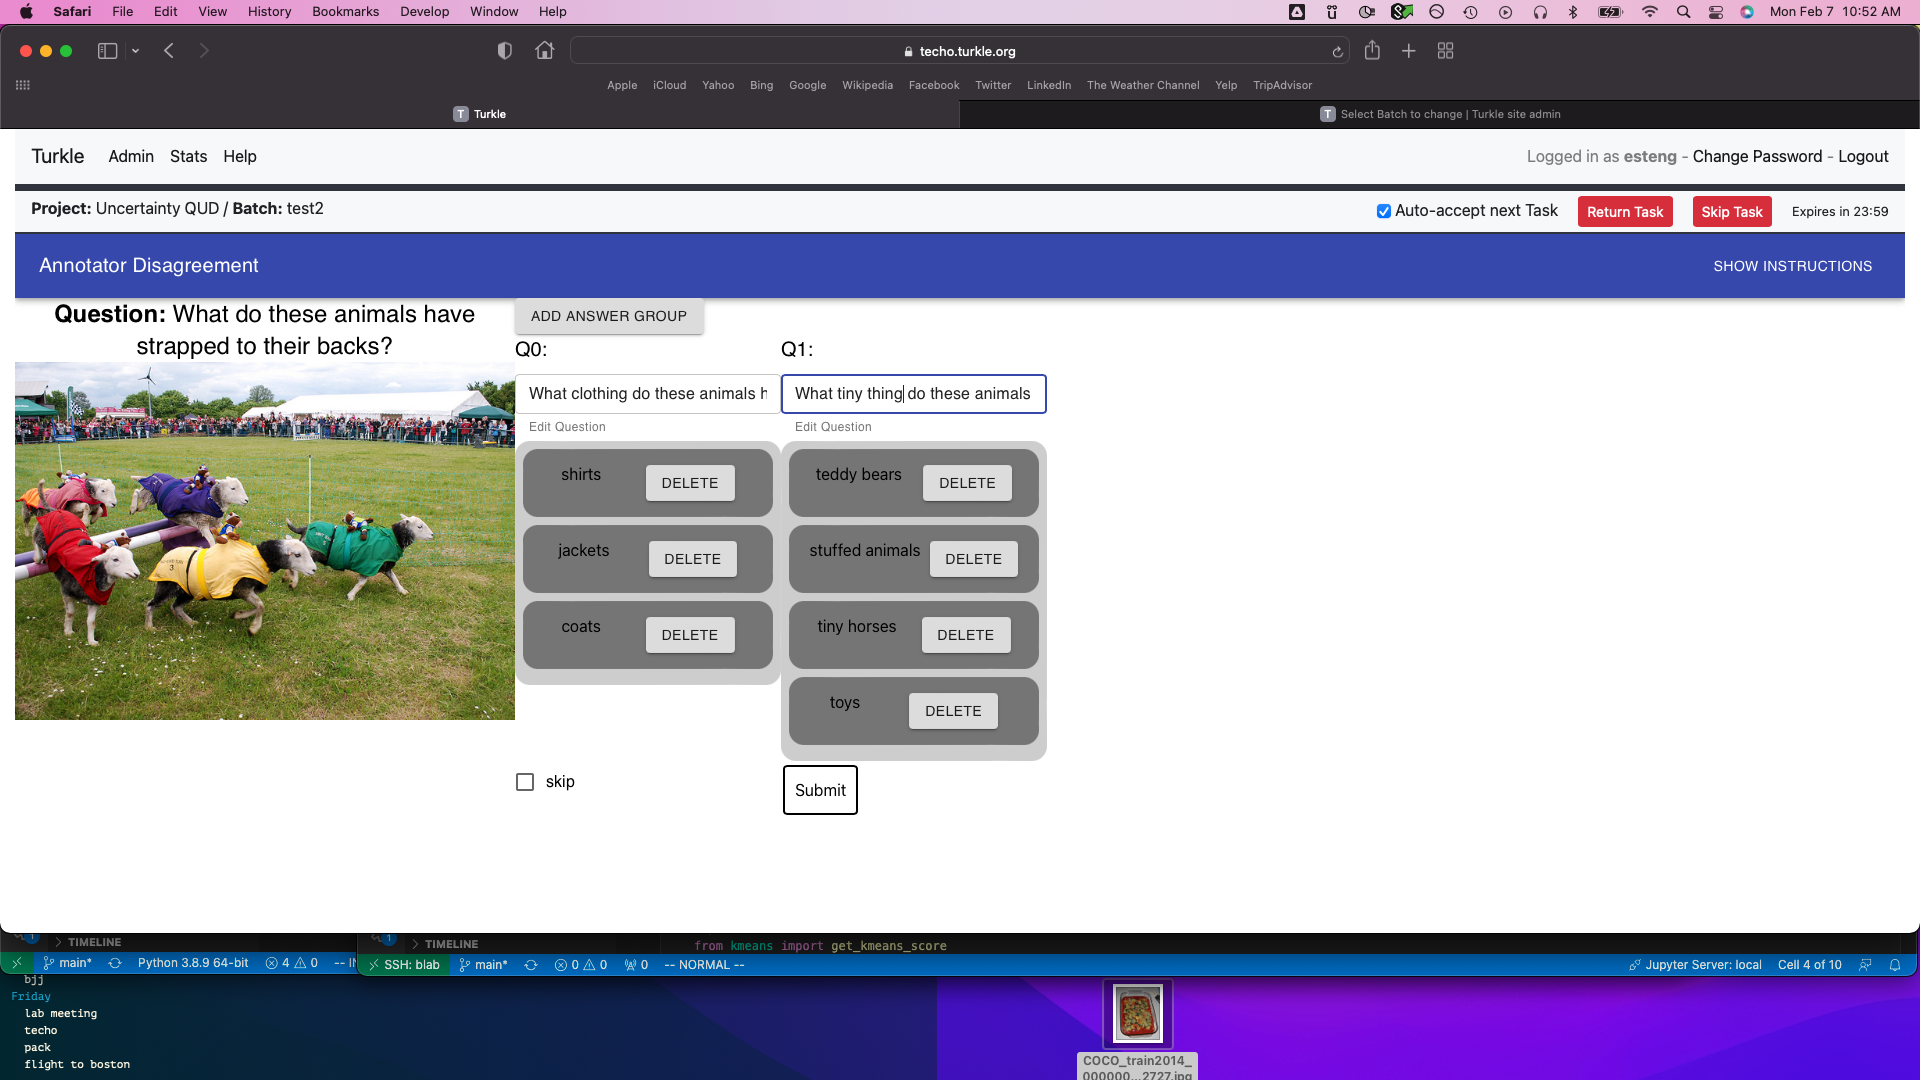 Safari File Edit View History Bookmarks Develop Window Help Mon Feb 7 10:52 AM
techo.turkle.org
Apple iCloud Yahoo Bing Google Wikipedia Facebook Twitter LinkedIn The Weather Channel Yelp TripAdvisor
T Turkle T Select Batch to change | Turkle site admin
Turkle Admin Stats Help Logged in as esteng - Change Password - Logout
Project: Uncertainty QUD / Batch: test2 Auto-accept next Task Return Task Skip Task Expires in 23:59
Annotator Disagreement SHOW INSTRUCTIONS
Question: What do these animals have
strapped to their backs?
ADD ANSWER GROUP
Q0: Q1:
What clothing do these animals h What tiny thing do these animals
Edit Question Edit Question
shirts DELETE teddy bears DELETE
jackets DELETE stuffed animals DELETE
coats DELETE tiny horses DELETE
toys DELETE
skip Submit
1 TIMELINE 1 TIMELINE from kmeans import get_kmeans_score
main* Python 3.8.9 64-bit 4 0 -- IN SSH: blab main* 0 0 0 -- NORMAL -- Jupyter Server: local Cell 4 of 10
bjj
Friday
lab meeting
techo
pack
flight to boston
COCO_train2014_
000000...2727.jpg